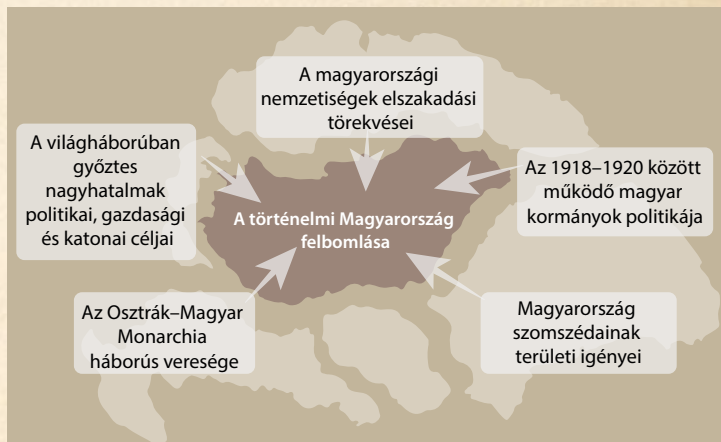 A magyarországi
nemzetiségek elszakadási
törekvései
A világháborúban
győztes
nagyhatalmak
politikai, gazdasági
és katonai céljai
Az 1918–1920 között
működő magyar
kormányok politikája
A történelmi Magyarország
felbomlása
Az Osztrák–Magyar
Monarchia
háborús veresége
Magyarország
szomszédainak
területi igényei